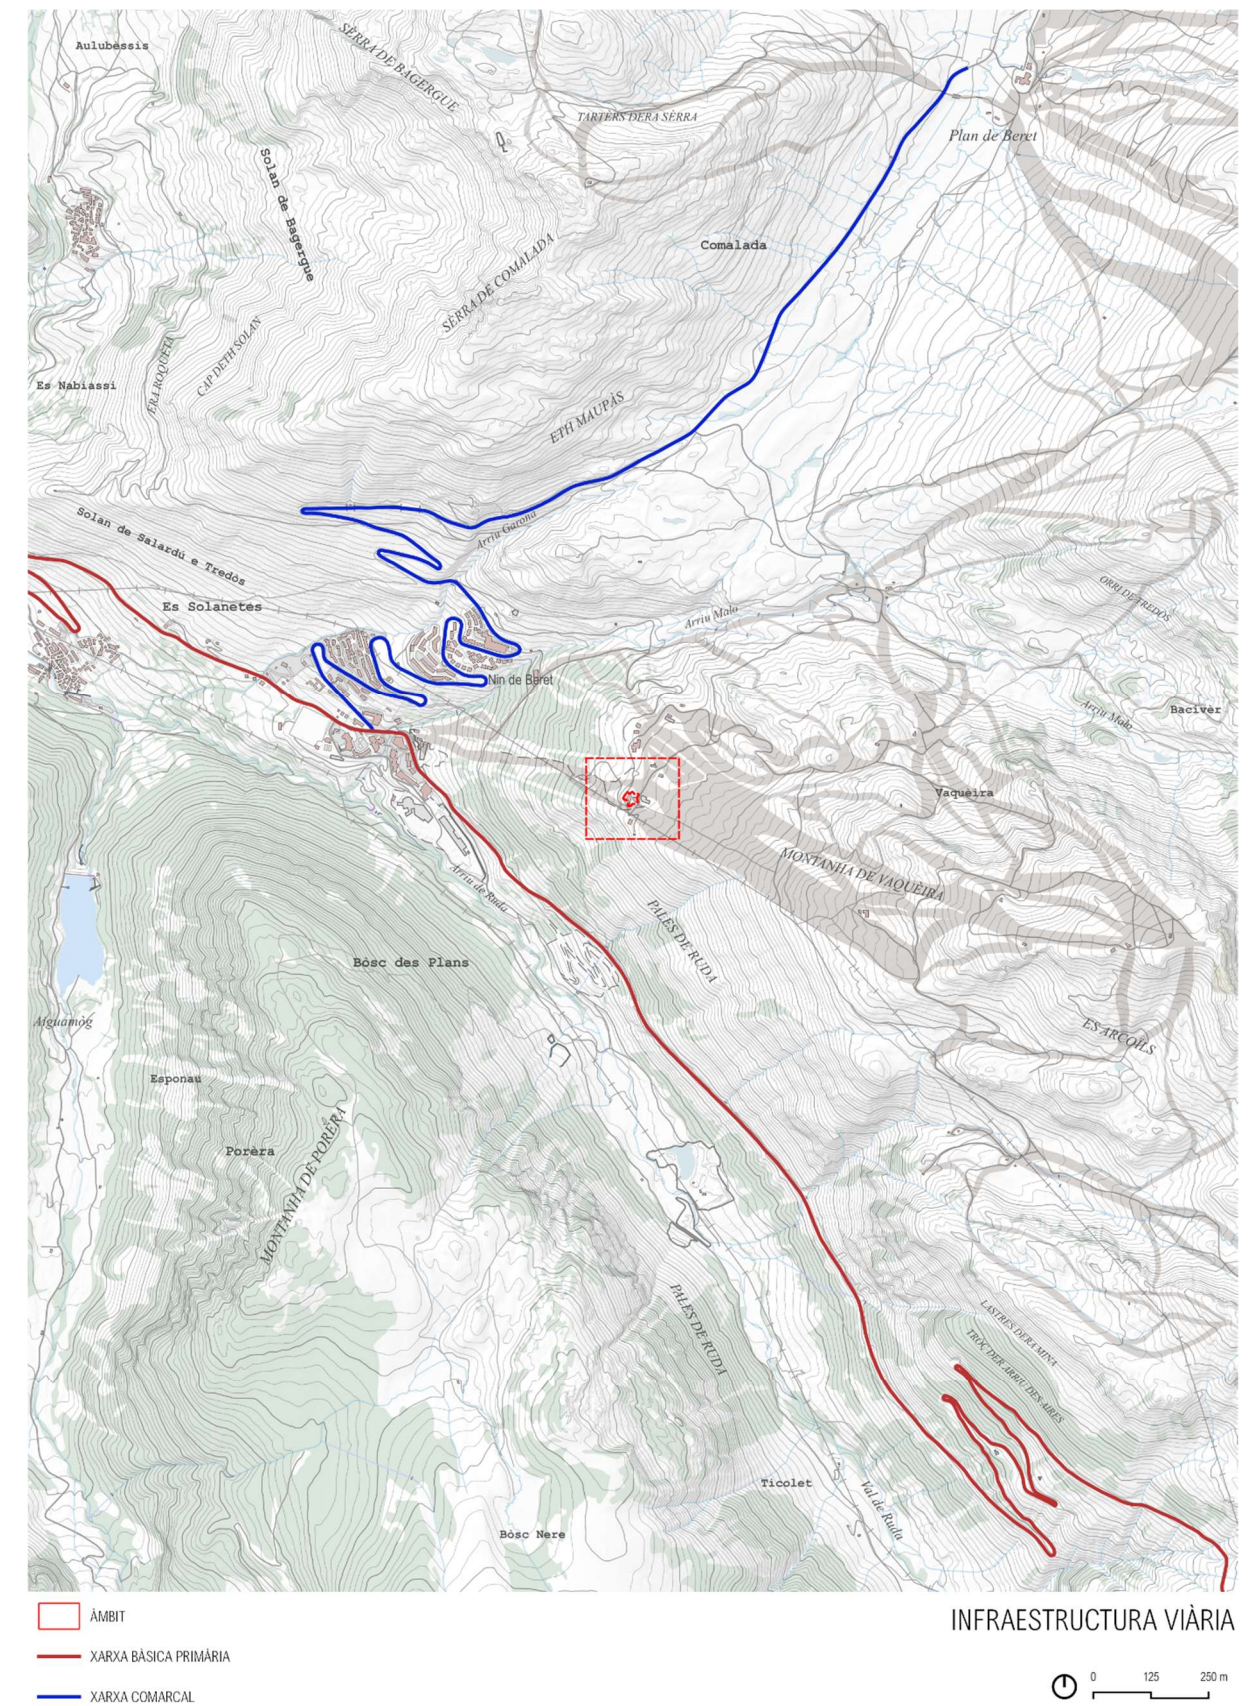 Aulubèssis
SÈRRA DE BAGERGUE
TARTERS DERA SÈRRA
Plan de Beret
Solan de Bagergue
Comalada
SÈRRA DE COMALADA
ÈRA ROQUETA
CAP DETH SOLAN
Es Nabiassi
ETH MAUPÀS
Solan de Salardú e Tredòs
Arriu Garona
Es Solanetes
ORRI DE TREDÒS
Arriu Malo
Nin de Beret
Arriu Malo
Bacivèr
Vaquèira
MONTANHA DE VAQUÈIRA
Arriu de Ruda
PALES DE RUDA
Bòsc des Plans
Aiguamòg
ES ARCOILS
Esponau
Porèra
MONTANHA DE PORÈRA
PALES DE RUDA
LASTRES DERA MINA
TRÒÇ DER ARRIU DES AIRES
Ticolet
Val de Ruda
Bòsc Nere
ÀMBIT
INFRAESTRUCTURA VIÀRIA
XARXA BÀSICA PRIMÀRIA
0 125 250 m
XARXA COMARCAL